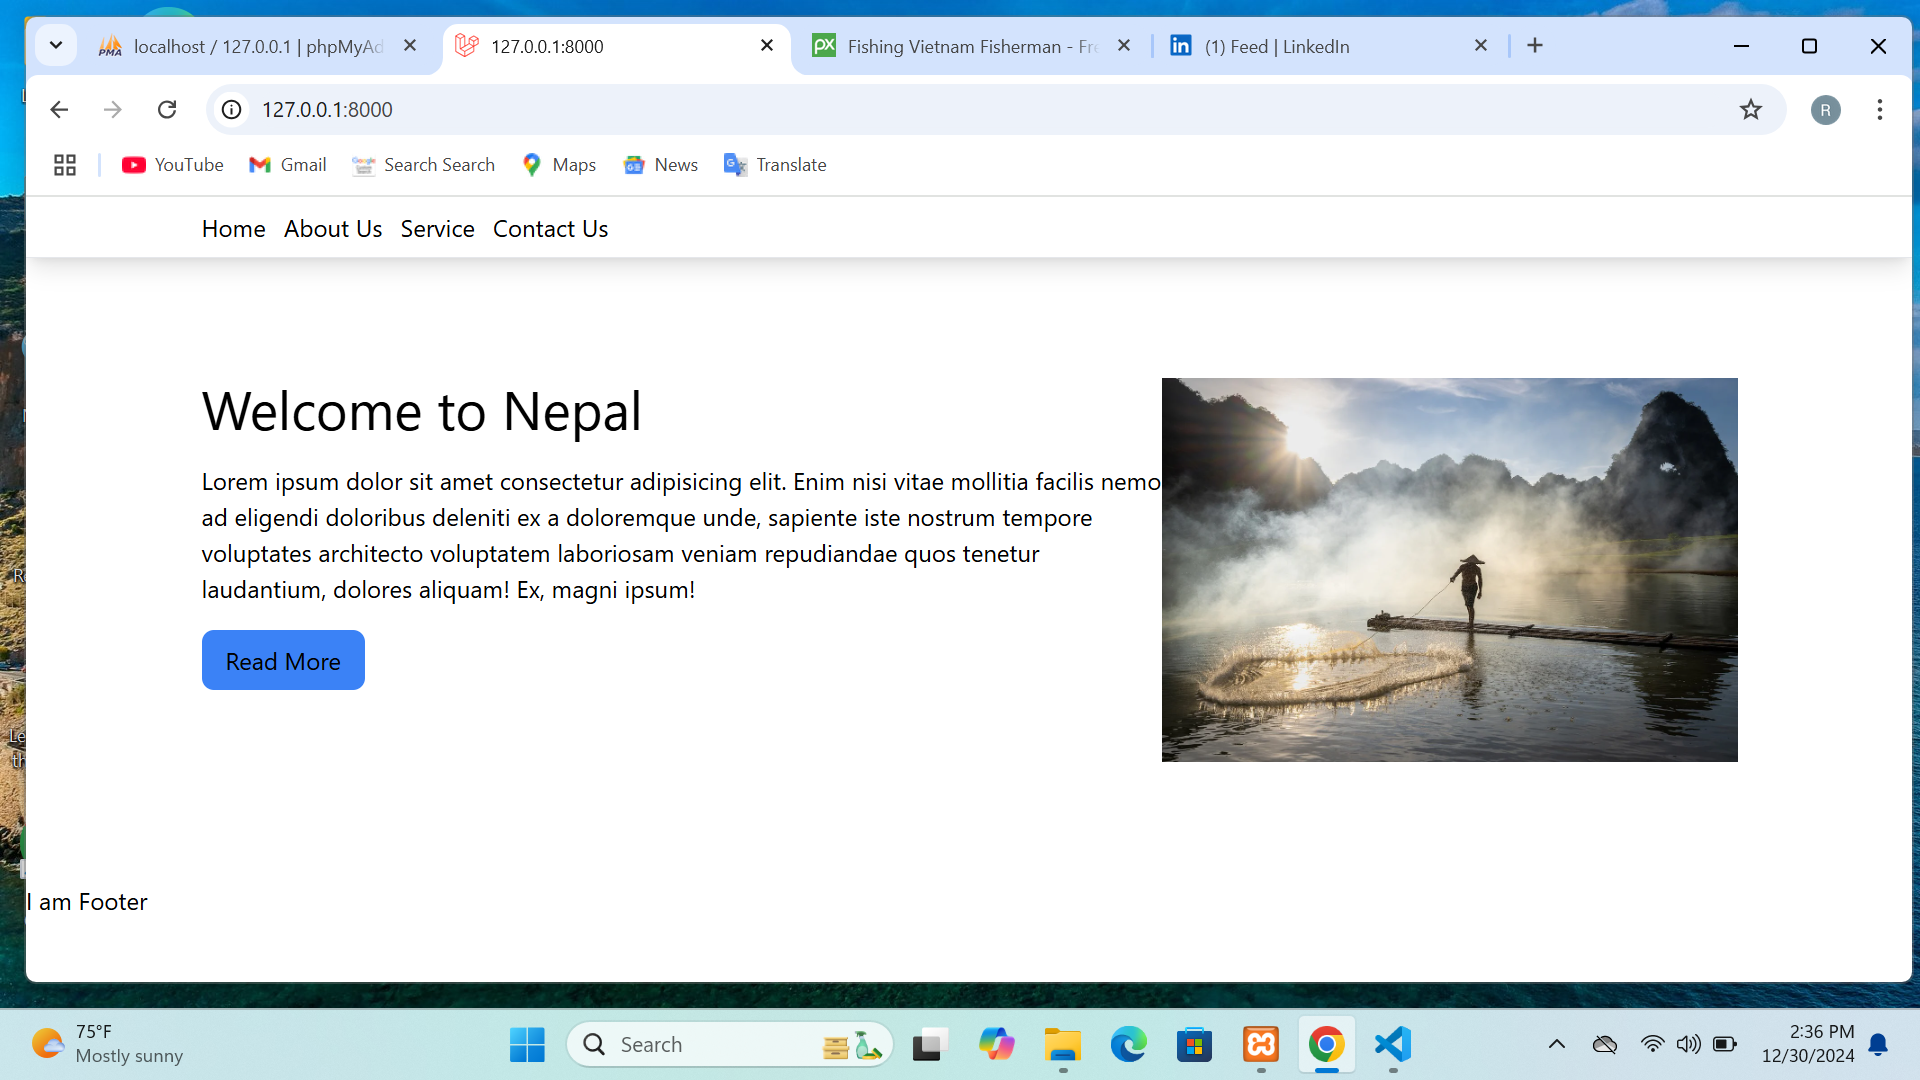 localhost / 127.0.0.1 | phpMyAd
127.0.0.1:8000
Fishing Vietnam Fisherman - Fre
(1) Feed | LinkedIn
127.0.0.1:8000
R
YouTube
Gmail
Search Search
Maps
News
Translate
Home About Us Service Contact Us
Welcome to Nepal
Lorem ipsum dolor sit amet consectetur adipisicing elit. Enim nisi vitae mollitia facilis nemo
ad eligendi doloribus deleniti ex a doloremque unde, sapiente iste nostrum tempore
voluptates architecto voluptatem laboriosam veniam repudiandae quos tenetur
laudantium, dolores aliquam! Ex, magni ipsum!
Read More
I am Footer
75°F
Mostly sunny
Search
2:36 PM
12/30/2024